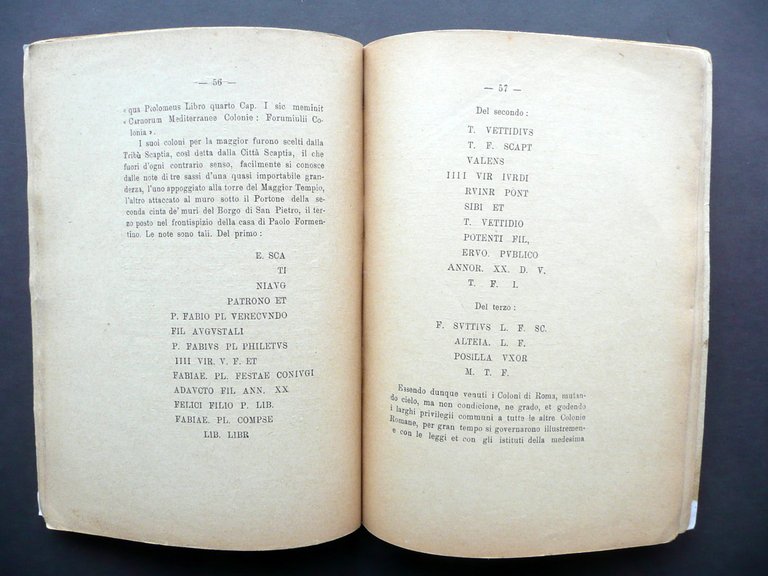 — 56 —
« qua Ptolomeus Libro quarto Cap. I sic meminit
« Carnorum Mediterranee Colonie : Forumiulii Co-
lonia ».
I suoi coloni per la maggior furono scelti dalla
Tribù Scaptia, così detta dalla Città Scaptia, il che
fuori d'ogni contrario senso, facilmente si conosce
dalle note di tre sassi d'una quasi importabile gran-
dezza, l'uno appoggiato alla torre del Maggior Tempio,
l'altro attaccato al muro sotto il Portone della se-
conda cinta de' muri del Borgo di San Pietro, il ter-
zo posto nel frontispizio della casa di Paolo Formen-
tino. Le note sono tali. Del primo :
E. SCA
TI
NIAVG
PATRONO ET
P. FABIO PL VERECVNDO
FIL AVGVSTALI
P. FABIVS PL PHILETVS
IIII VIR. V. F. ET
FABIAE. PL. FESTAE CONIVGI
ADAVCTO FIL ANN. XX
FELICI FILIO P. LIB.
FABIAE. PL. COMPSE
LIB. LIBR
— 57 —
Del secondo :
T. VETTIDIVS
T. F. SCAPT
VALENS
IIII VIR IVRDI
RVINR PONT
SIBI ET
T. VETTIDIO
POTENTI FIL,
ERVO. PVBLICO
ANNOR. XX. D. V.
T. F. I.
Del terzo :
F. SVTTIVS L. F. SC.
ALTEIA. L. F.
POSILLA VXOR
M. T. F.
Essendo dunque venuti i Coloni di Roma, mutan-
do cielo, ma non condicione, ne grado, et godendo
i larghi privilegii communi a tutte le altre Colonie
Romane, per gran tempo si governarono illustremen-
e con le leggi et con gli istituti della medesima